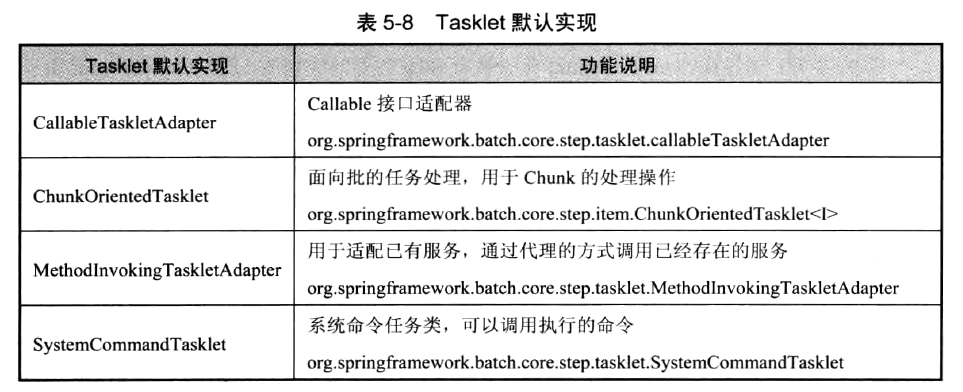 表 5-8 Tasklet 默认实现
Tasklet 默认实现 功能说明
CallableTaskletAdapter
Callable 接口适配器
org.springframework.batch.core.step.tasklet.callableTaskletAdapter
ChunkOrientedTasklet
面向批的任务处理，用于 Chunk 的处理操作
org.springframework.batch.core.step.item.ChunkOrientedTasklet<I>
MethodInvokingTaskletAdapter
用于适配已有服务，通过代理的方式调用已经存在的服务
org.springframework.batch.core.step.tasklet.MethodInvokingTaskletAdapter
SystemCommandTasklet
系统命令任务类，可以调用执行的命令
org.springframework.batch.core.step.tasklet.SystemCommandTasklet